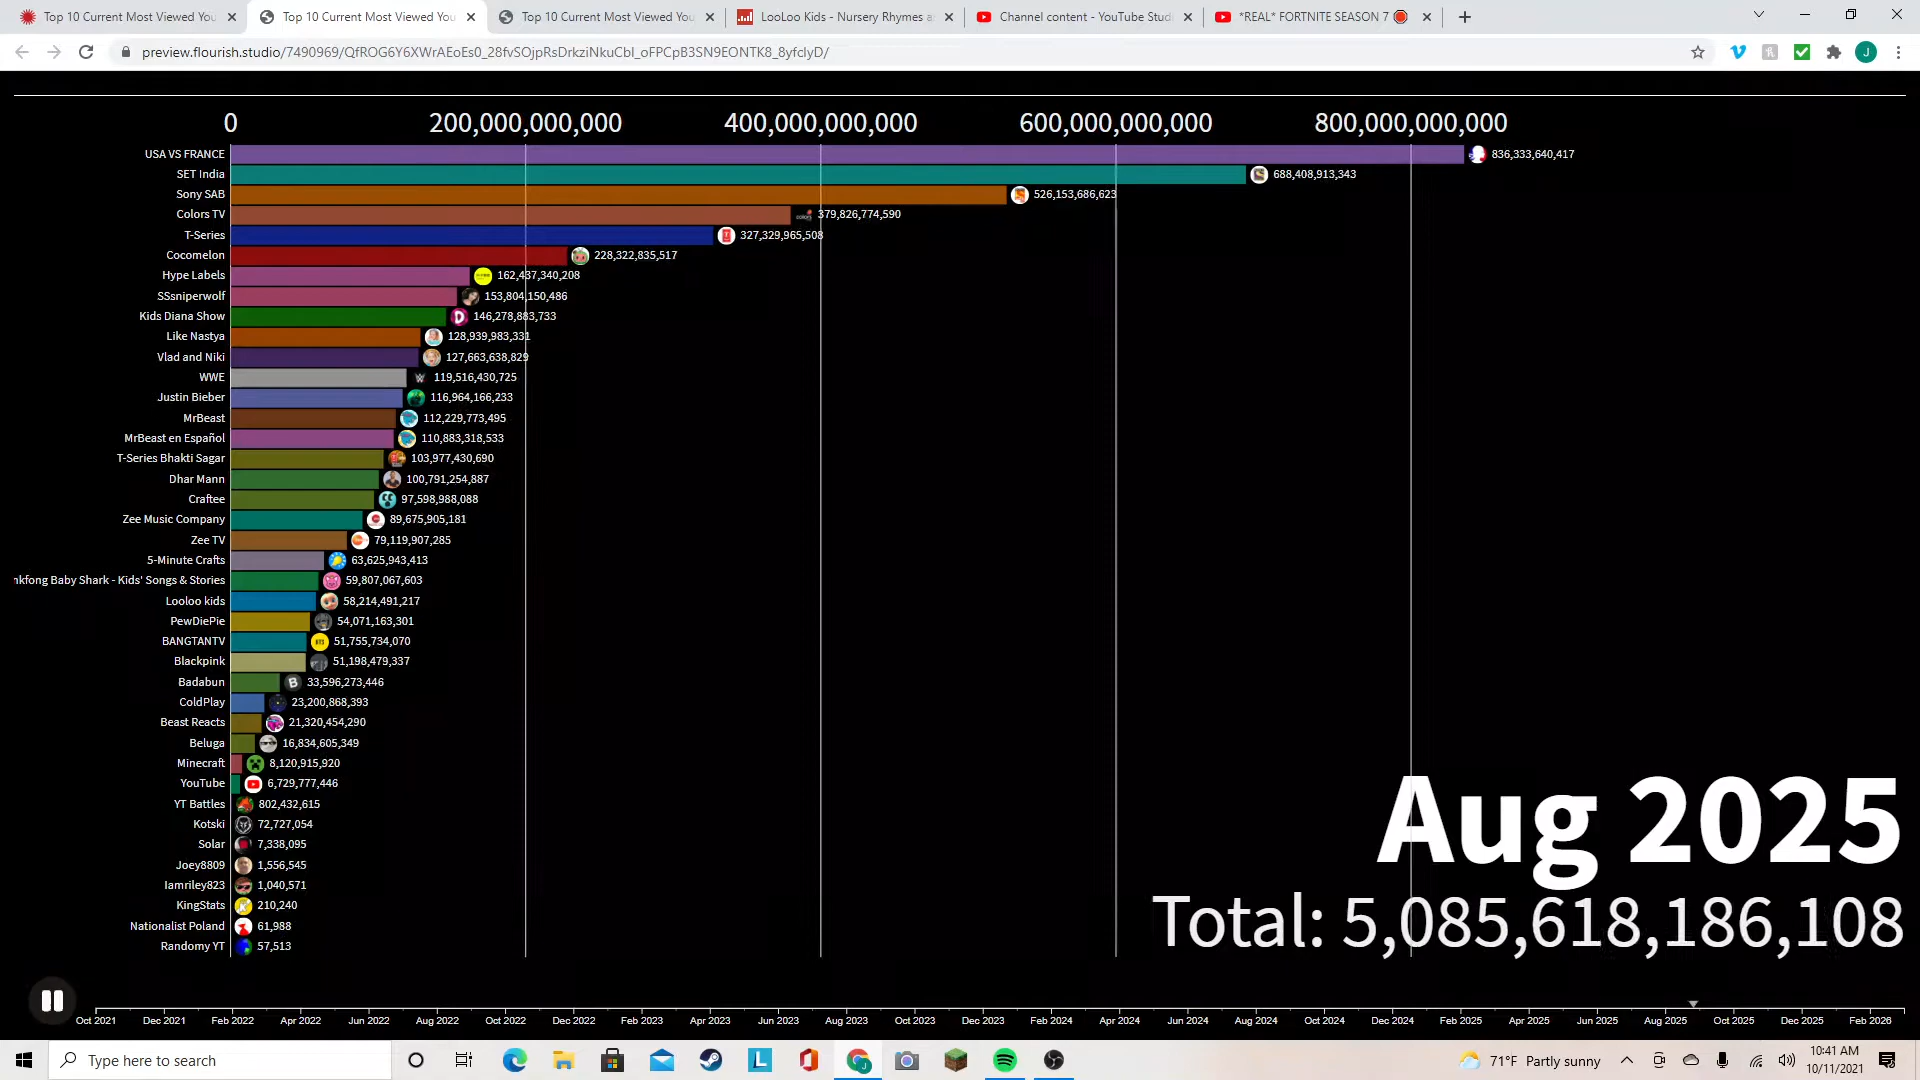 Top 10 Current Most Viewed You
Top 10 Current Most Viewed You
Top 10 Current Most Viewed You
LooLoo Kids - Nursery Rhymes a
Channel content - YouTube Stud
*REAL* FORTNITE SEASON 7
preview.flourish.studio/7490969/QfROG6Y6XWrAEoEs0_28fvSOjpRsDrkziNkuCbI_oFPCpB3SN9EONTK8_8yfclyD/
J
0 200,000,000,000 400,000,000,000 600,000,000,000 800,000,000,000
USA VS FRANCE 836,333,640,417
SET India 688,408,913,343
Sony SAB 526,153,686,623
Colors TV 379,826,774,590
T-Series 327,329,965,508
Cocomelon 228,322,835,517
Hype Labels 162,437,340,208
SSsniperwolf 153,804,150,486
Kids Diana Show 146,278,883,733
Like Nastya 128,939,983,331
Vlad and Niki 127,663,638,829
WWE 119,516,430,725
Justin Bieber 116,964,166,233
MrBeast 112,229,773,495
MrBeast en Español 110,883,318,533
T-Series Bhakti Sagar 103,977,430,690
Dhar Mann 100,791,254,887
Craftee 97,598,988,088
Zee Music Company 89,675,905,181
Zee TV 79,119,907,285
5-Minute Crafts 63,625,943,413
nkfong Baby Shark - Kids' Songs & Stories 59,807,067,603
Looloo kids 58,214,491,217
PewDiePie 54,071,163,301
BANGTANTV 51,755,734,070
Blackpink 51,198,479,337
Badabun 33,596,273,446
ColdPlay 23,200,868,393
Beast Reacts 21,320,454,290
Beluga 16,834,605,349
Minecraft 8,120,915,920
YouTube 6,729,777,446
YT Battles 802,432,615
Kotski 72,727,054
Solar 7,338,095
Joey8809 1,556,545
Iamriley823 1,040,571
KingStats 210,240
Nationalist Poland 61,988
Randomy YT 57,513
Aug 2025
Total: 5,085,618,186,108
Oct 2021 Dec 2021 Feb 2022 Apr 2022 Jun 2022 Aug 2022 Oct 2022 Dec 2022 Feb 2023 Apr 2023 Jun 2023 Aug 2023 Oct 2023 Dec 2023 Feb 2024 Apr 2024 Jun 2024 Aug 2024 Oct 2024 Dec 2024 Feb 2025 Apr 2025 Jun 2025 Aug 2025 Oct 2025 Dec 2025 Feb 2026
Type here to search
71°F Partly sunny
10:41 AM
10/11/2021